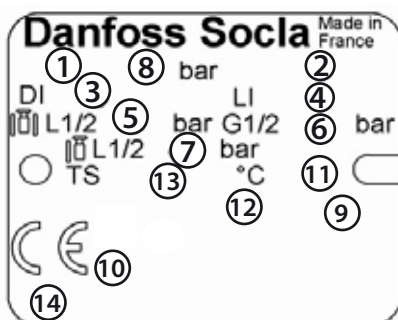 Danfoss Socla Made in France
1 8 bar 2
3
DI LI 4
L1/2 5 bar G1/2 6 bar
L1/2 7 bar
TS 13 °C 11
12 9
CE 10
14